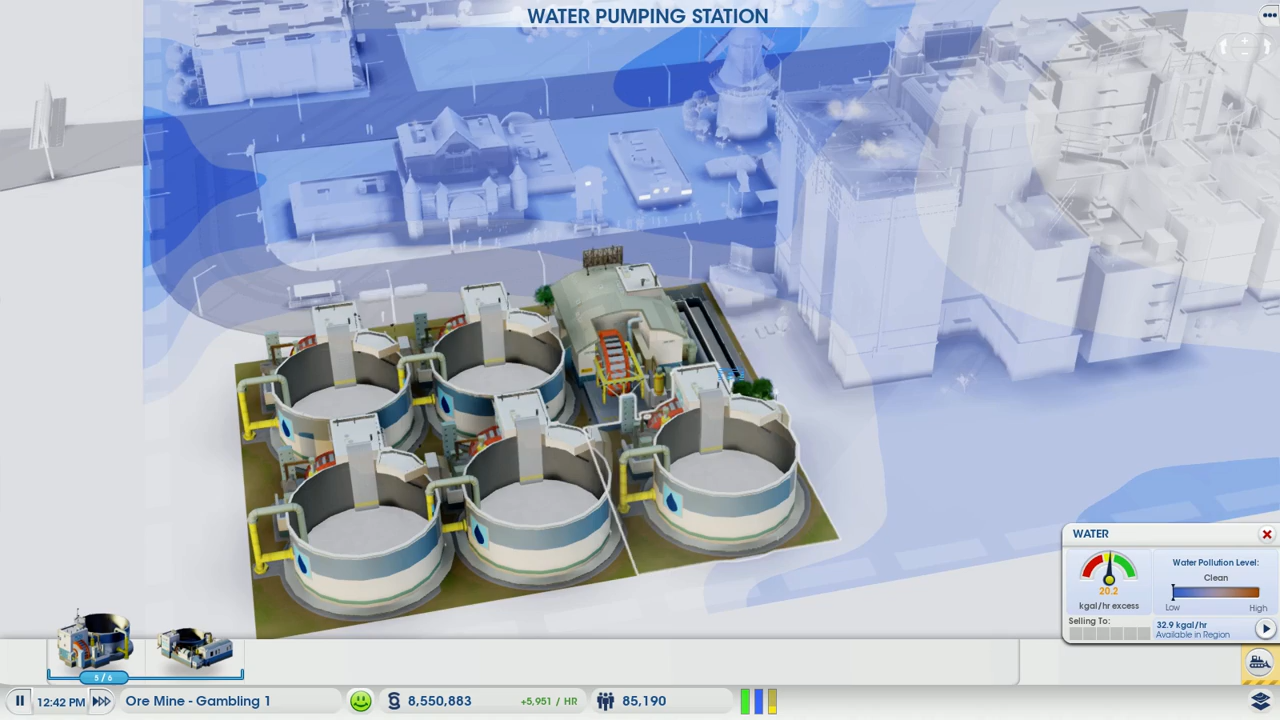 WATER PUMPING STATION
WATER
20.2
kgal/hr excess
Selling To:
Water Pollution Level:
Clean
Low
High
32.9 kgal/hr
Available in Region
5 / 6
12:42 PM
Ore Mine - Gambling 1
8,550,883
+5,951 / HR
85,190